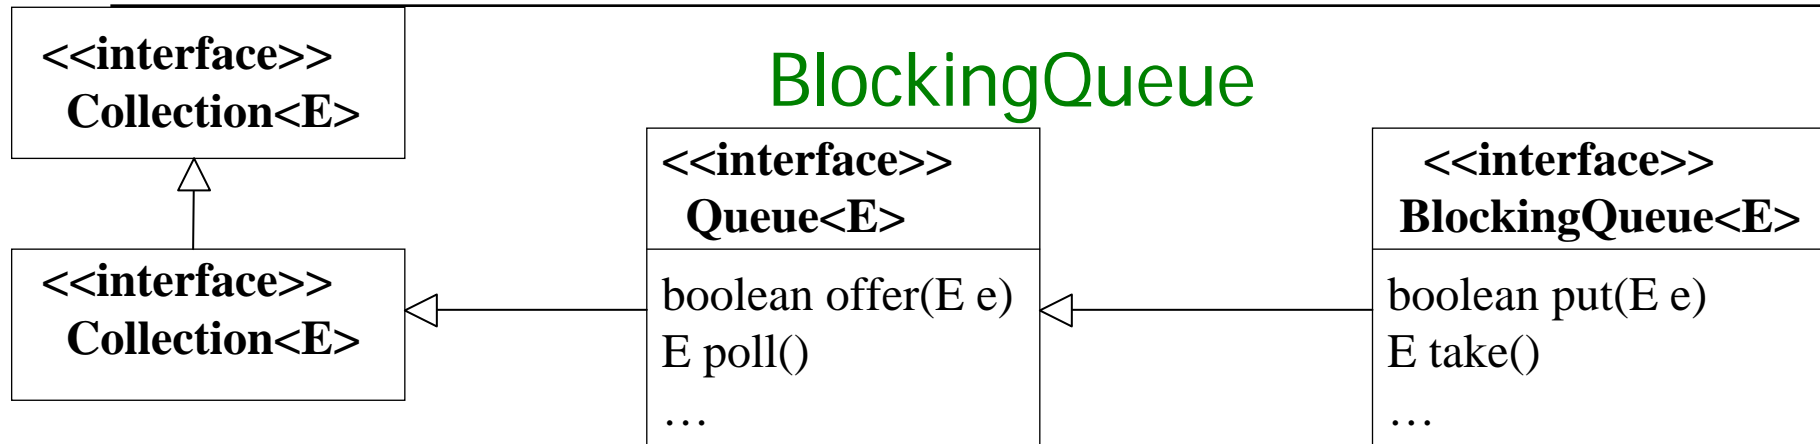 <<interface>>
Collection<E>
BlockingQueue
<<interface>>
Collection<E>
<<interface>>
Queue<E>
boolean offer(E e)
E poll()
…
<<interface>>
BlockingQueue<E>
boolean put(E e)
E take()
…